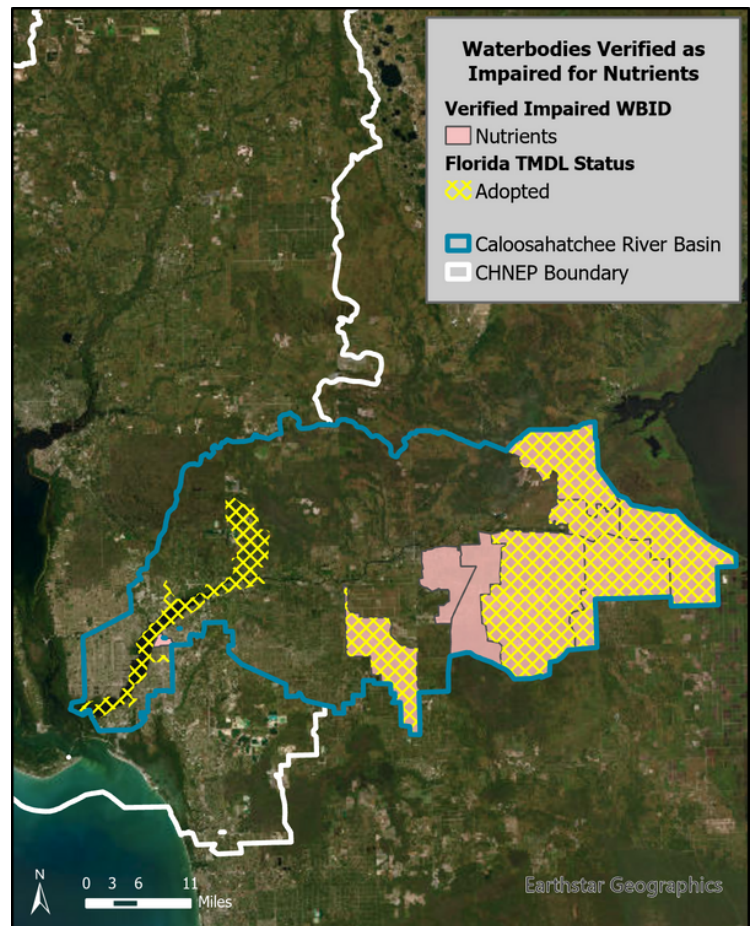 Waterbodies Verified as
Impaired for Nutrients
Verified Impaired WBID
Nutrients
Florida TMDL Status
Adopted
Caloosahatchee River Basin
CHNEP Boundary
N
0 3 6 11
Miles
Earthstar Geographics